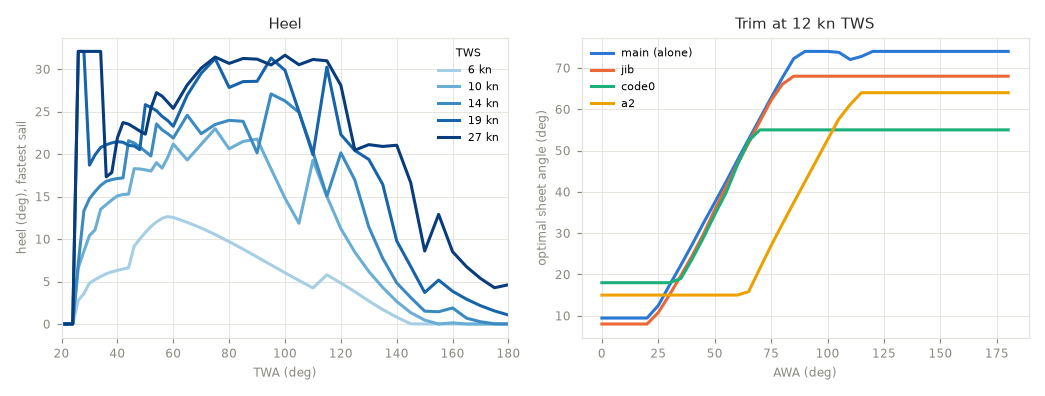 Heel
heel (deg), fastest sail
30
25
20
15
10
5
0
20 40 60 80 100 120 140 160 180
TWA (deg)
TWS
6 kn
10 kn
14 kn
19 kn
27 kn
Trim at 12 kn TWS
optimal sheet angle (deg)
70
60
50
40
30
20
10
0 25 50 75 100 125 150 175
AWA (deg)
main (alone)
jib
code0
a2